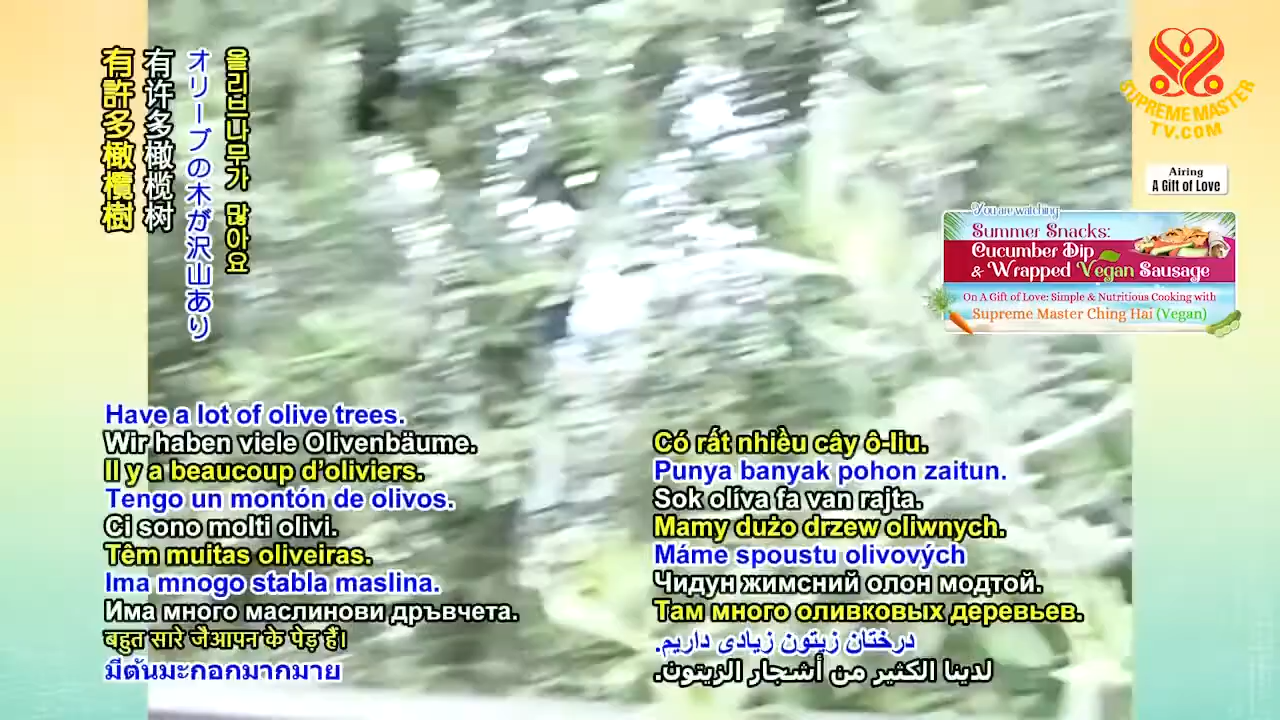 有許多橄欖樹
有许多橄榄树
オリーブの木が沢山あり
올리브나무가 많아요
SUPREME MASTER
TV.COM
Airing
A Gift of Love
You are watching
Summer Snacks:
Cucumber Dip
& Wrapped Vegan Sausage
On A Gift of Love: Simple & Nutritious Cooking with
Supreme Master Ching Hai (Vegan)
Have a lot of olive trees.
Wir haben viele Olivenbäume.
Il y a beaucoup d’oliviers.
Tengo un montón de olivos.
Ci sono molti olivi.
Têm muitas oliveiras.
Ima mnogo stabla maslina.
Има много маслинови дръвчета.
बहुत सारे जैआपन के पेड़ हैं।
มีต้นมะกอกมากมาย
Có rất nhiều cây ô-liu.
Punya banyak pohon zaitun.
Sok olíva fa van rajta.
Mamy dużo drzew oliwnych.
Máme spoustu olivových
Чидун жимсний олон модтой.
Там много оливковых деревьев.
درختان زیتون زیادی داریم.
لدينا الكثير من أشجار الزيتون.